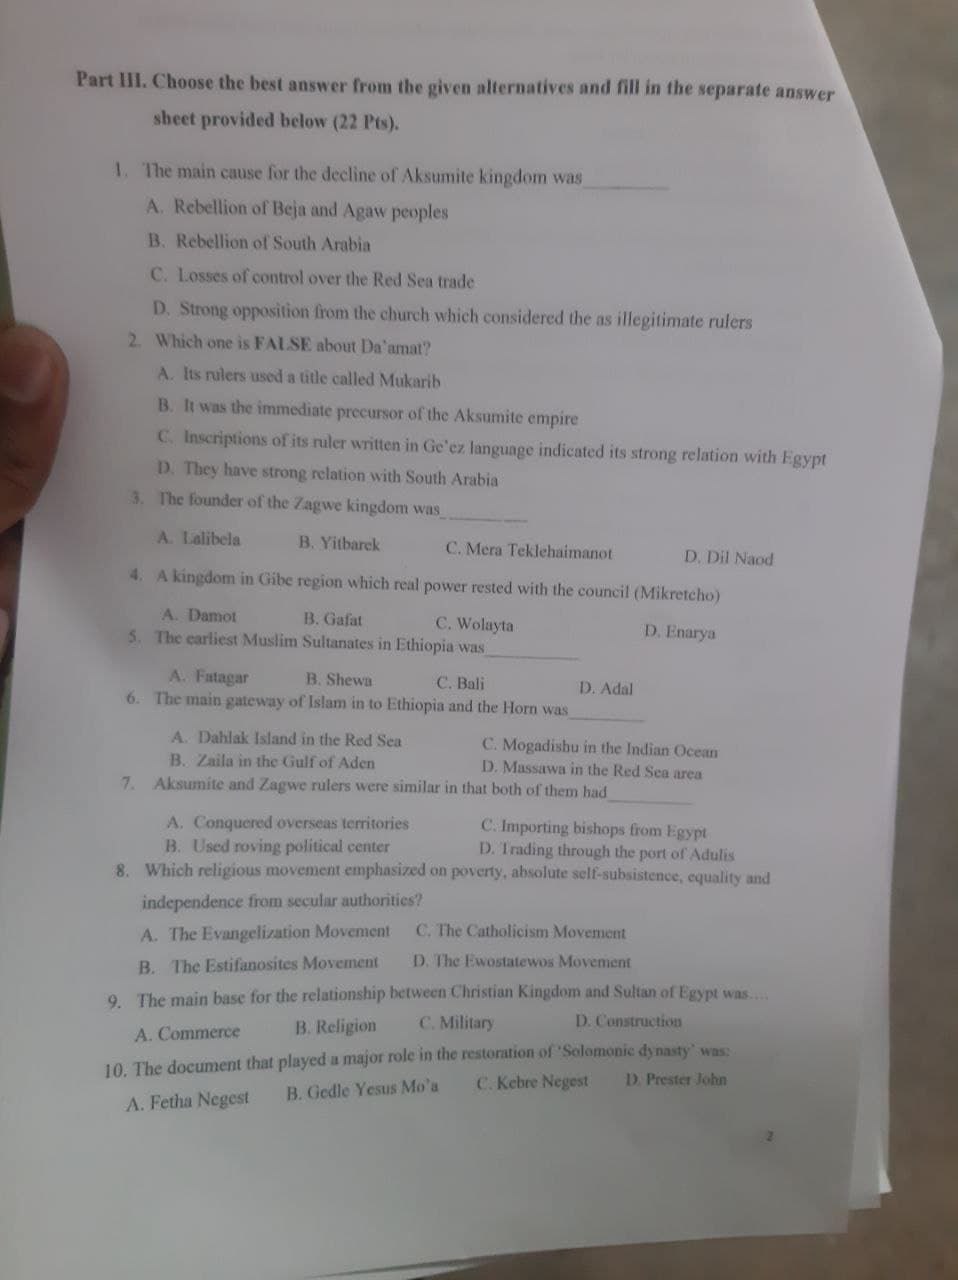 Part III. Choose the best answer from the given alternatives and fill in the separate answer
sheet provided below (22 Pts).
1. The main cause for the decline of Aksumite kingdom was__________
A. Rebellion of Beja and Agaw peoples
B. Rebellion of South Arabia
C. Losses of control over the Red Sea trade
D. Strong opposition from the church which considered the as illegitimate rulers
2. Which one is FALSE about Da'amat?
A. Its rulers used a title called Mukarib
B. It was the immediate precursor of the Aksumite empire
C. Inscriptions of its ruler written in Ge'ez language indicated its strong relation with Egypt
D. They have strong relation with South Arabia
3. The founder of the Zagwe kingdom was__________
A. Lalibela B. Yitbarek C. Mera Teklehaimanot D. Dil Naod
4. A kingdom in Gibe region which real power rested with the council (Mikretcho)
A. Damot B. Gafat C. Wolayta D. Enarya
5. The earliest Muslim Sultanates in Ethiopia was__________
A. Fatagar B. Shewa C. Bali D. Adal
6. The main gateway of Islam in to Ethiopia and the Horn was__________
A. Dahlak Island in the Red Sea C. Mogadishu in the Indian Ocean
B. Zaila in the Gulf of Aden D. Massawa in the Red Sea area
7. Aksumite and Zagwe rulers were similar in that both of them had__________
A. Conquered overseas territories C. Importing bishops from Egypt
B. Used roving political center D. Trading through the port of Adulis
8. Which religious movement emphasized on poverty, absolute self-subsistence, equality and
independence from secular authorities?
A. The Evangelization Movement C. The Catholicism Movement
B. The Estifanosites Movement D. The Ewostatewos Movement
9. The main base for the relationship between Christian Kingdom and Sultan of Egypt was....
A. Commerce B. Religion C. Military D. Construction
10. The document that played a major role in the restoration of 'Solomonic dynasty' was:
A. Fetha Negest B. Gedle Yesus Mo'a C. Kebre Negest D. Prester John
2